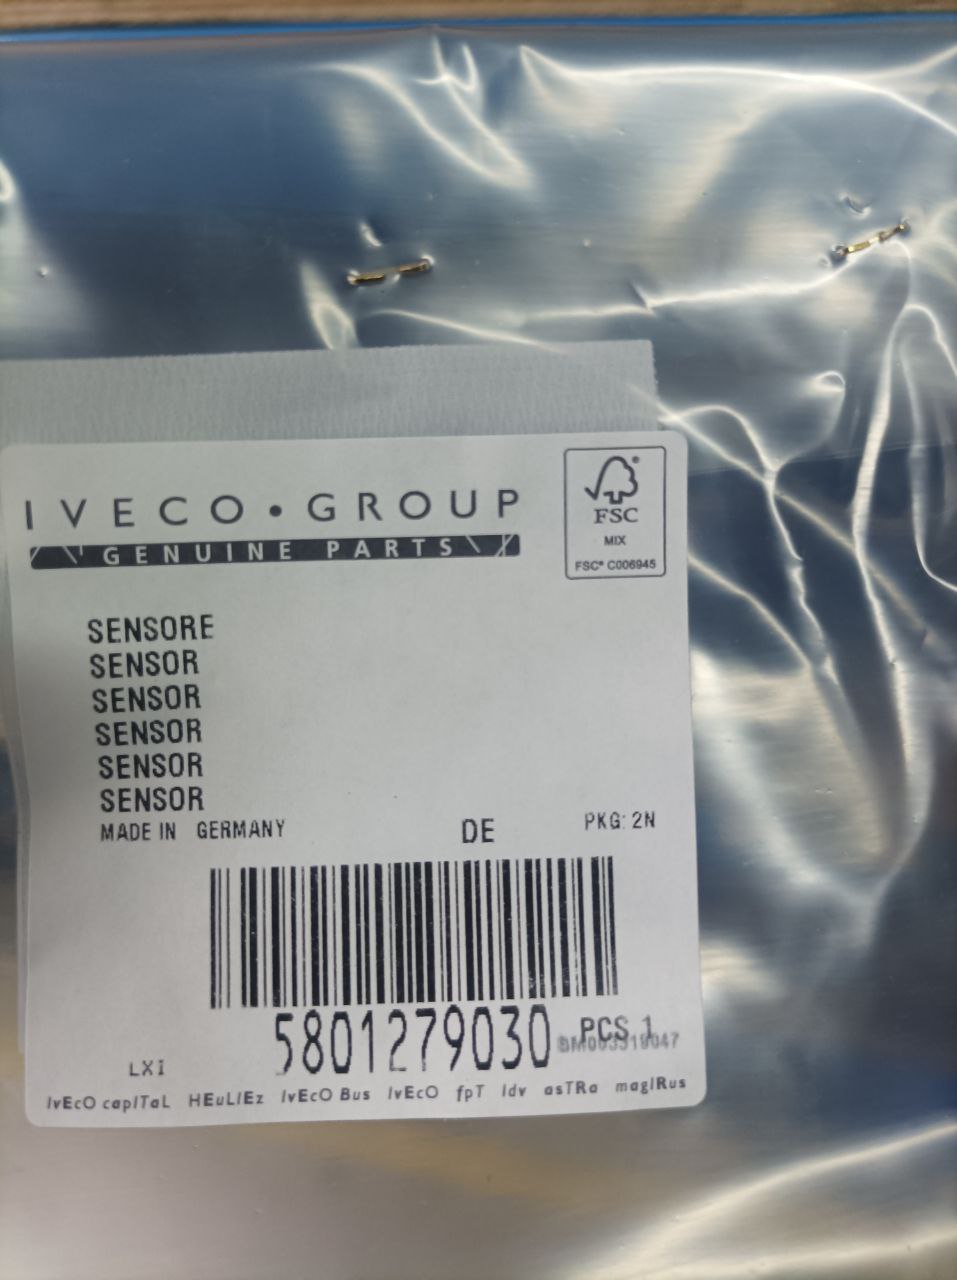 IVECO • GROUP
GENUINE PARTS
FSC
MIX
FSC® C006945
SENSORE
SENSOR
SENSOR
SENSOR
SENSOR
SENSOR
MADE IN GERMANY DE PKG: 2N
5801279030 PCS 1
LXI
IvEcO capITaL HEuLIEz IvEcO Bus IvEcO fpT Idv asTRa magIRus